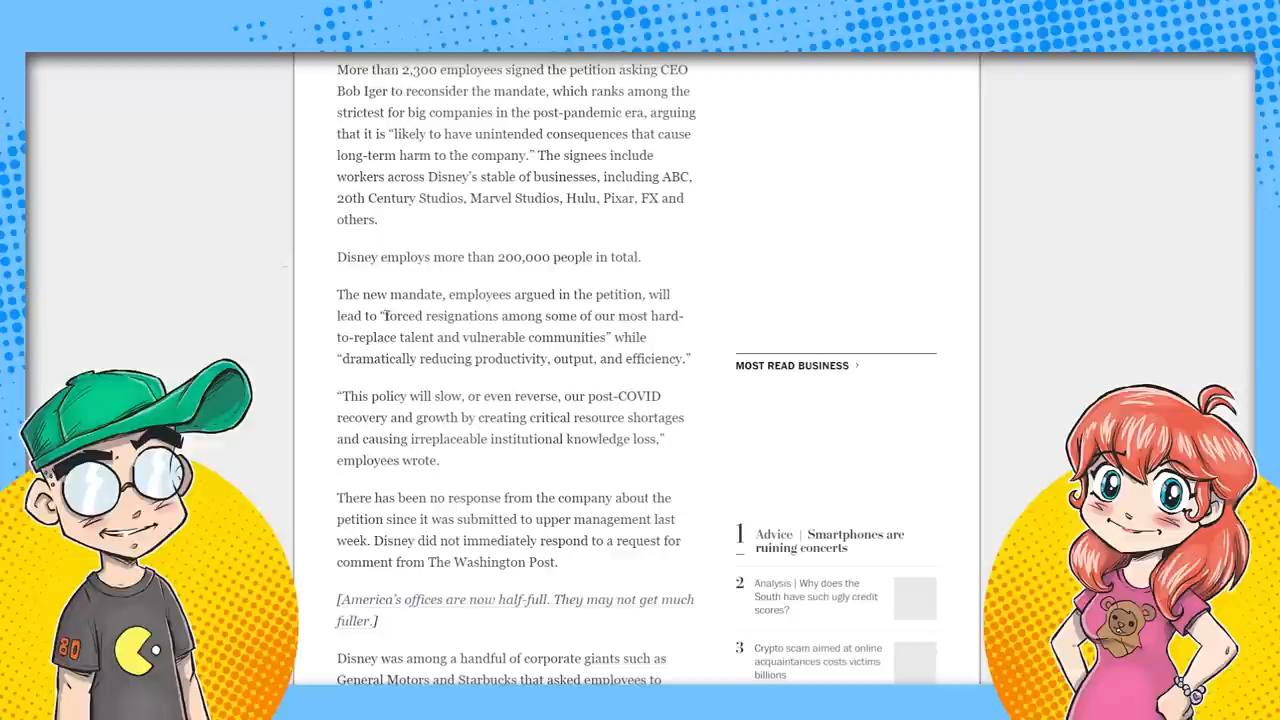 More than 2,300 employees signed the petition asking CEO
Bob Iger to reconsider the mandate, which ranks among the
strictest for big companies in the post-pandemic era, arguing
that it is “likely to have unintended consequences that cause
long-term harm to the company.” The signees include
workers across Disney’s stable of businesses, including ABC,
20th Century Studios, Marvel Studios, Hulu, Pixar, FX and
others.
Disney employs more than 200,000 people in total.
The new mandate, employees argued in the petition, will
lead to “forced resignations among some of our most hard-
to-replace talent and vulnerable communities” while
“dramatically reducing productivity, output, and efficiency.”
“This policy will slow, or even reverse, our post-COVID
recovery and growth by creating critical resource shortages
and causing irreplaceable institutional knowledge loss,”
employees wrote.
There has been no response from the company about the
petition since it was submitted to upper management last
week. Disney did not immediately respond to a request for
comment from The Washington Post.
[America’s offices are now half-full. They may not get much
fuller.]
Disney was among a handful of corporate giants such as
General Motors and Starbucks that asked employees to
MOST READ BUSINESS ›
1 Advice | Smartphones are
ruining concerts
2 Analysis | Why does the
South have such ugly credit
scores?
3 Crypto scam aimed at online
acquaintances costs victims
billions
80